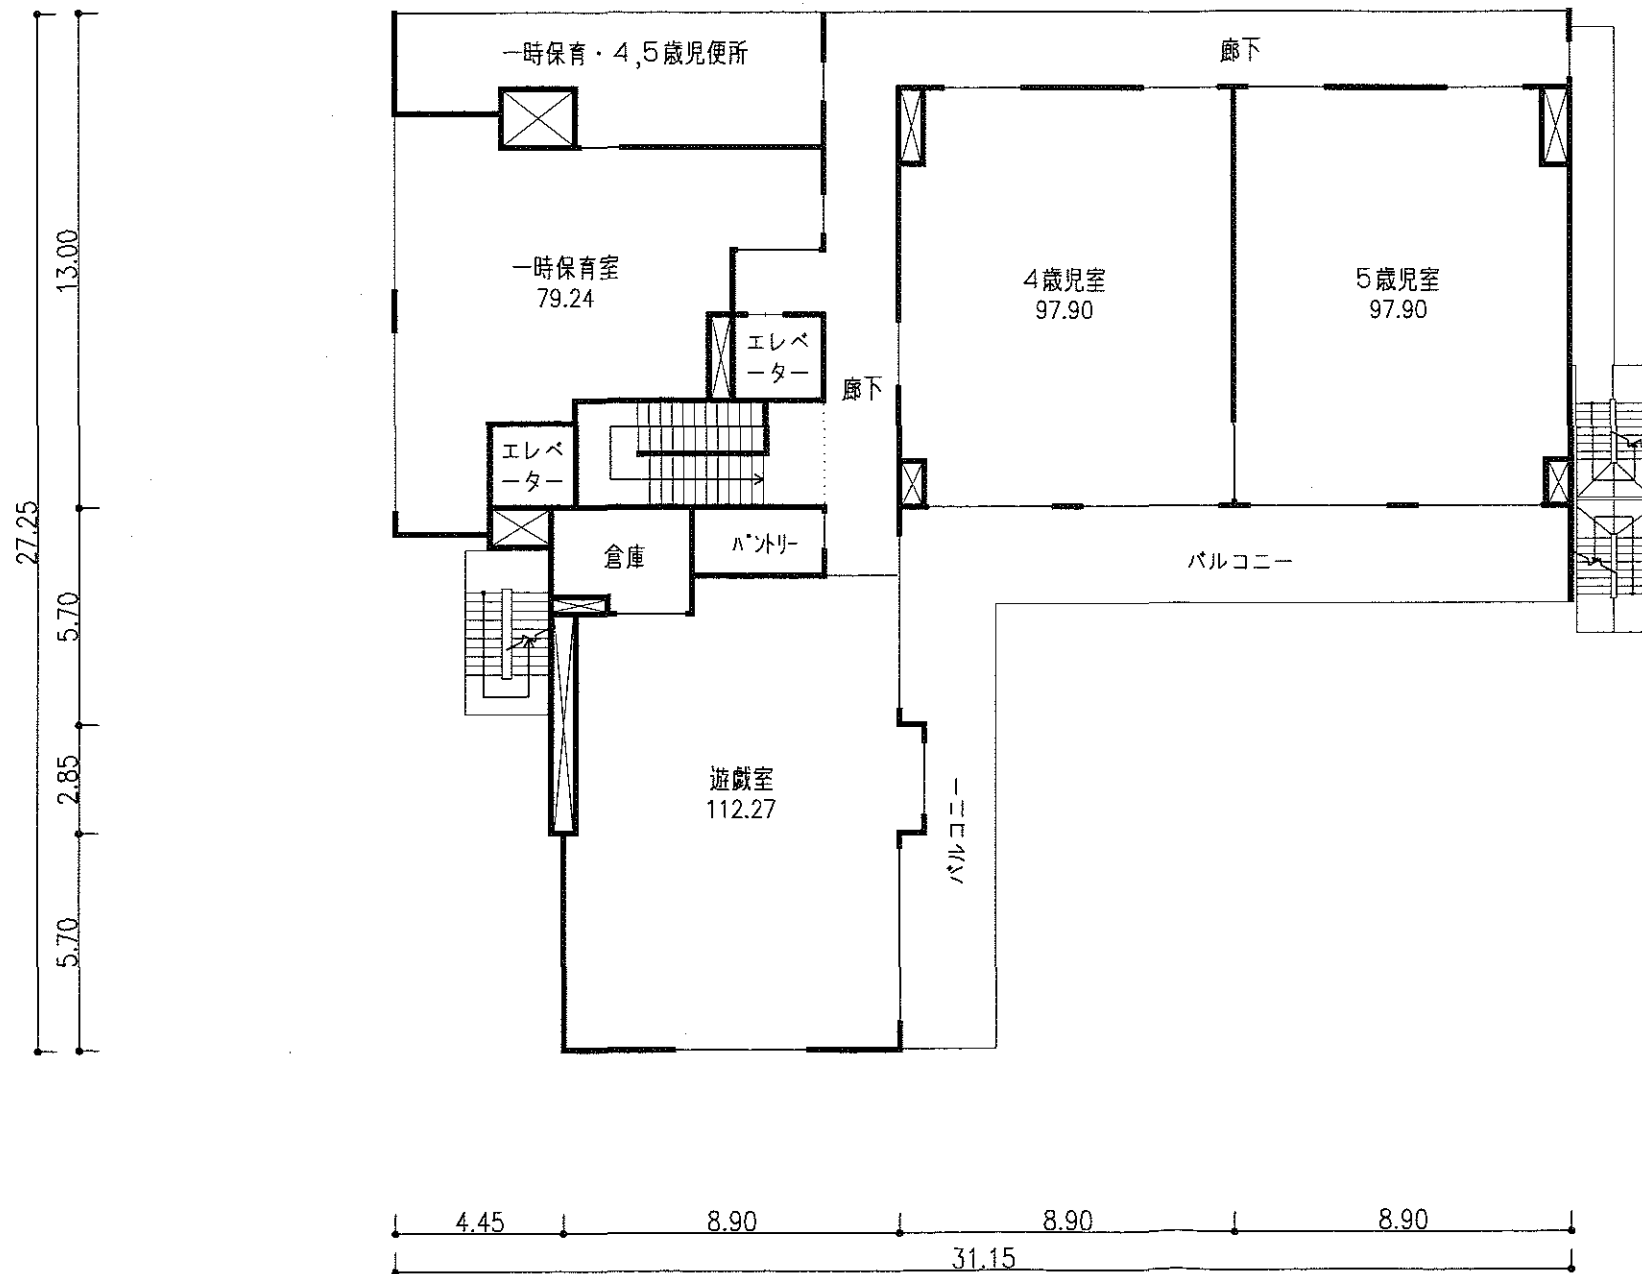 一時保育・4,5歳児便所
廊下
13.00
一時保育室
79.24
4歳児室
97.90
5歳児室
97.90
エレベ
ーター
廊下
エレベ
ーター
27.25
倉庫
パントリー
バルコニー
5.70
2.85
遊戯室
112.27
バルコニー
5.70
4.45
8.90
8.90
8.90
31.15